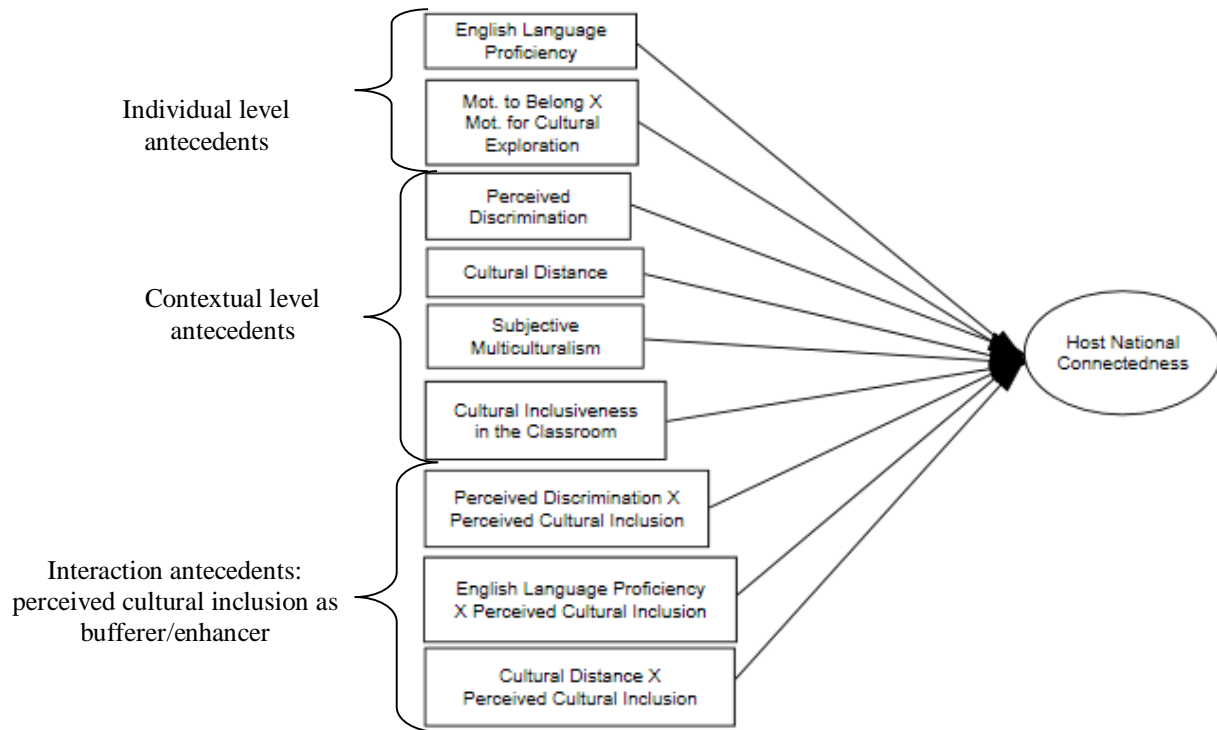 Individual level
antecedents
English Language
Proficiency
Mot. to Belong X
Mot. for Cultural
Exploration
Contextual level
antecedents
Perceived
Discrimination
Cultural Distance
Subjective
Multiculturalism
Cultural Inclusiveness
in the Classroom
Interaction antecedents:
perceived cultural inclusion as
bufferer/enhancer
Perceived Discrimination X
Perceived Cultural Inclusion
English Language Proficiency
X Perceived Cultural Inclusion
Cultural Distance X
Perceived Cultural Inclusion
Host National
Connectedness